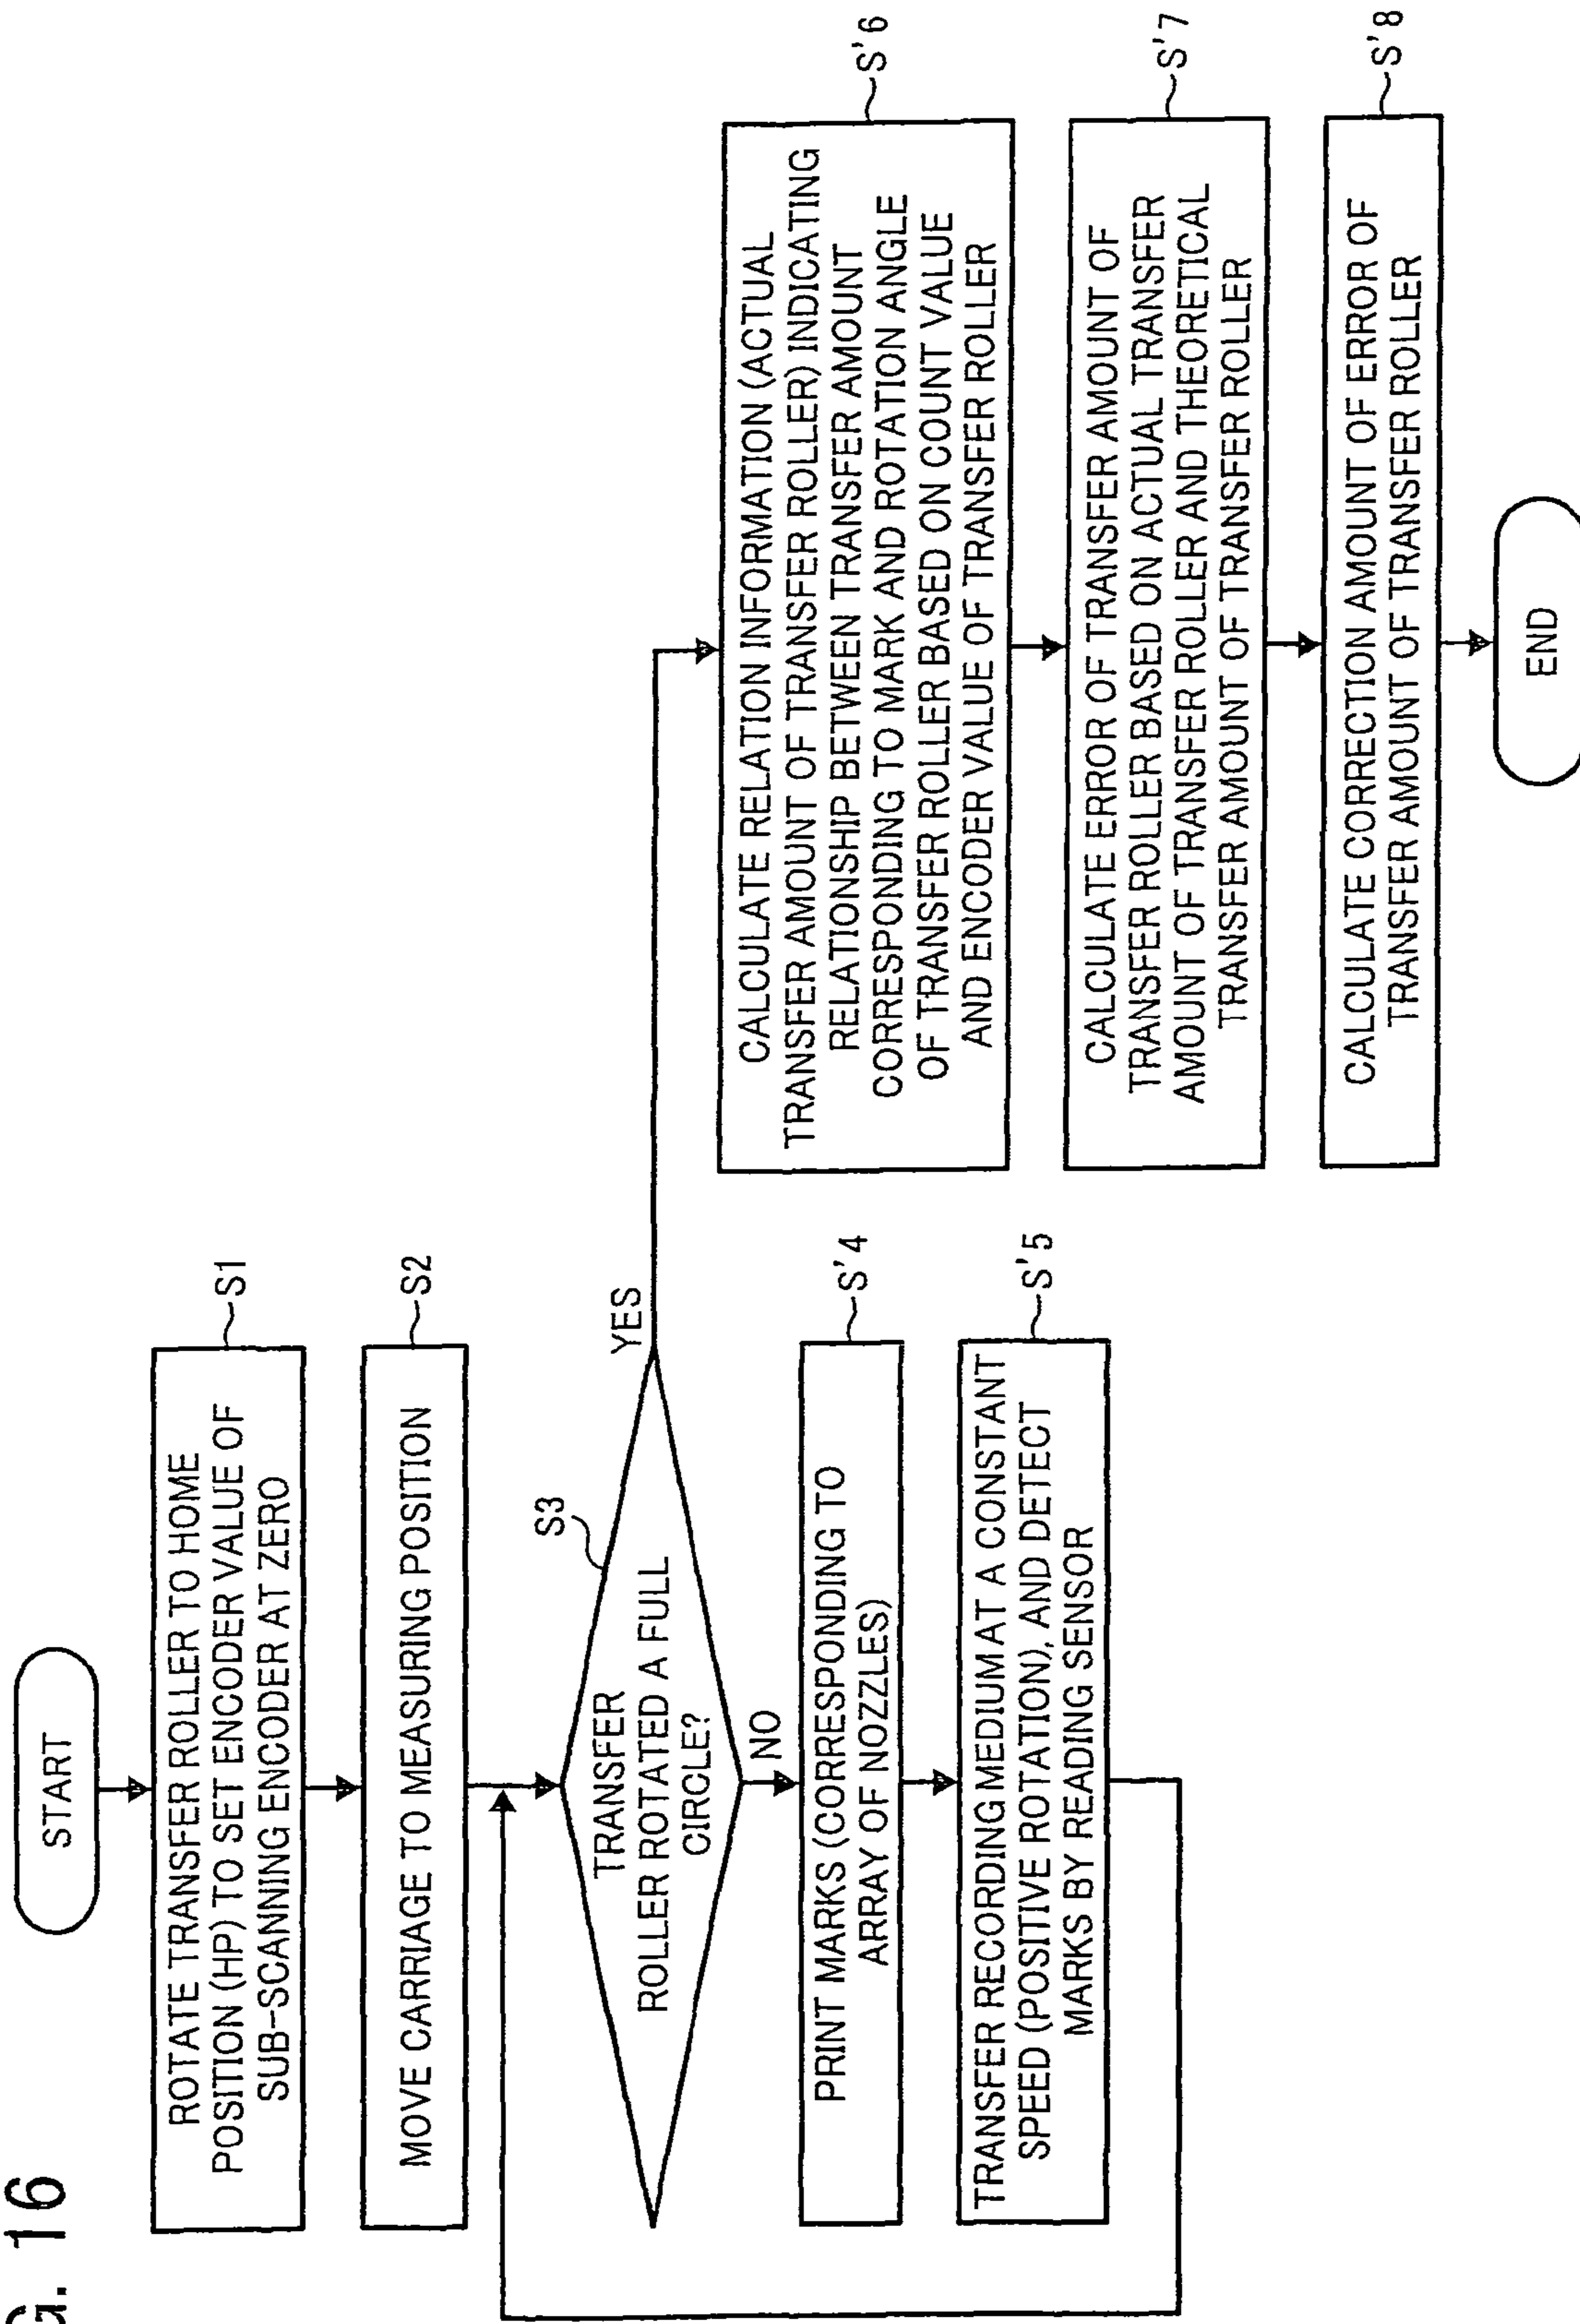 G. 16
START
ROTATE TRANSFER ROLLER TO HOME
POSITION (HP) TO SET ENCODER VALUE OF
SUB-SCANNING ENCODER AT ZERO
S1
MOVE CARRIAGE TO MEASURING POSITION
S2
S3
TRANSFER
ROLLER ROTATED A FULL
CIRCLE?
YES
NO
PRINT MARKS (CORRESPONDING TO
ARRAY OF NOZZLES)
S'4
TRANSFER RECORDING MEDIUM AT A CONSTANT
SPEED (POSITIVE ROTATION), AND DETECT
MARKS BY READING SENSOR
S'5
CALCULATE RELATION INFORMATION (ACTUAL
TRANSFER AMOUNT OF TRANSFER ROLLER) INDICATING
RELATIONSHIP BETWEEN TRANSFER AMOUNT
CORRESPONDING TO MARK AND ROTATION ANGLE
OF TRANSFER ROLLER BASED ON COUNT VALUE
AND ENCODER VALUE OF TRANSFER ROLLER
S'6
CALCULATE ERROR OF TRANSFER AMOUNT OF
TRANSFER ROLLER BASED ON ACTUAL TRANSFER
AMOUNT OF TRANSFER ROLLER AND THEORETICAL
TRANSFER AMOUNT OF TRANSFER ROLLER
S'7
CALCULATE CORRECTION AMOUNT OF ERROR OF
TRANSFER AMOUNT OF TRANSFER ROLLER
S'8
END